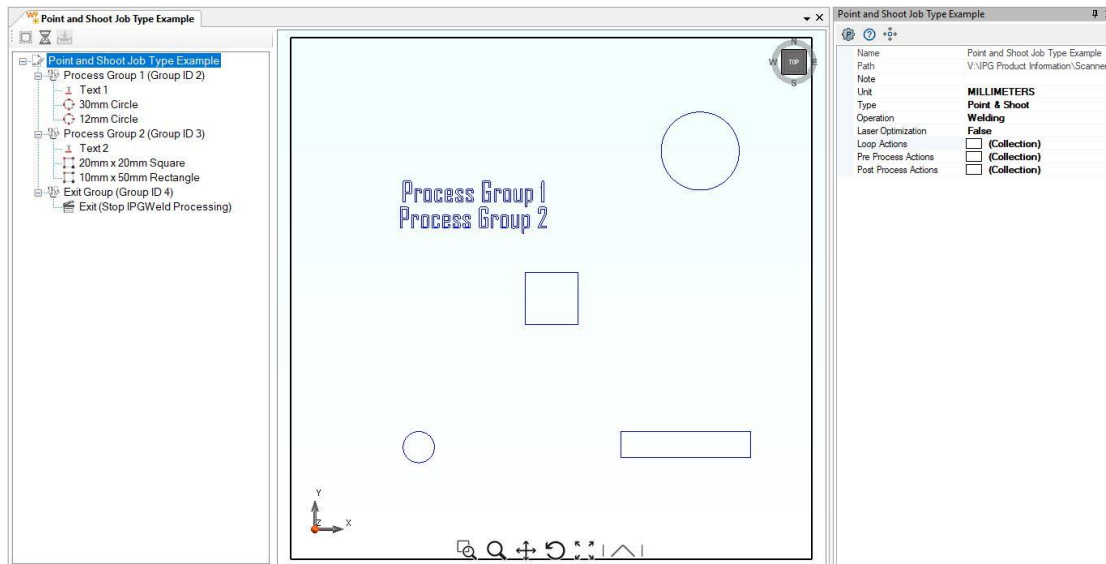 Point and Shoot Job Type Example
Point and Shoot Job Type Example
Process Group 1 (Group ID 2)
Text 1
30mm Circle
12mm Circle
Process Group 2 (Group ID 3)
Text 2
20mm x 20mm Square
10mm x 50mm Rectangle
Exit Group (Group ID 4)
Exit (Stop IPGWeld Processing)
N
W TOP E
S
Process Group 1
Process Group 2
Y
Z X
Point and Shoot Job Type Example
Name Point and Shoot Job Type Example
Path V:\IPG Product Information\Scanner
Note
Unit MILLIMETERS
Type Point & Shoot
Operation Welding
Laser Optimization False
Loop Actions (Collection)
Pre Process Actions (Collection)
Post Process Actions (Collection)